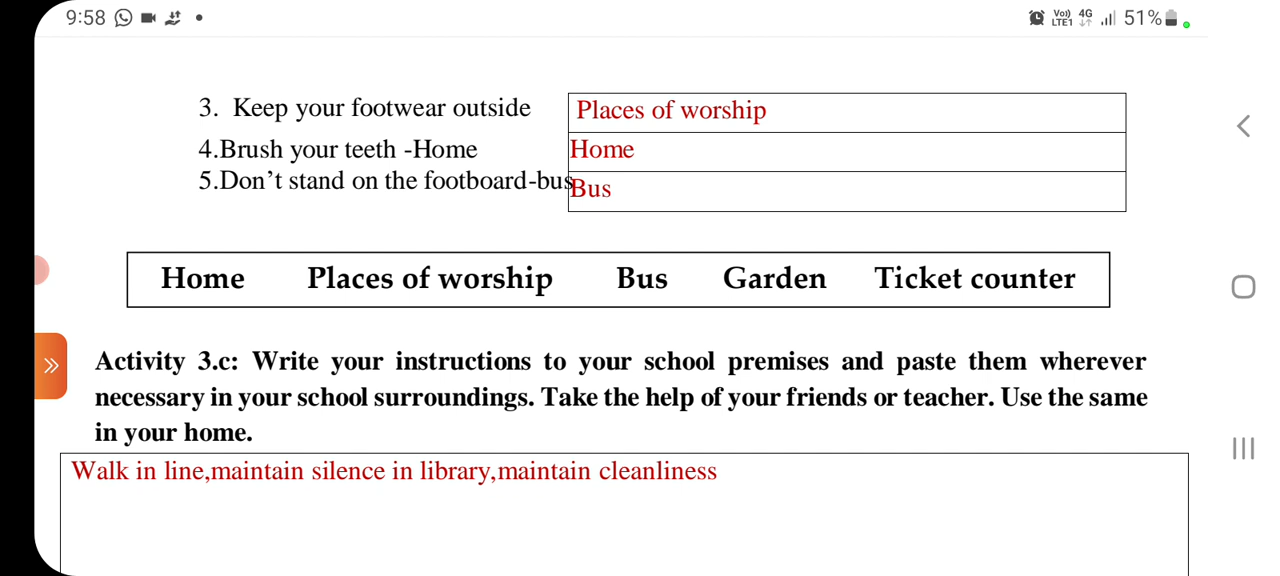 9:58 Vo)) LTE1 4G 51%
3. Keep your footwear outside Places of worship
4.Brush your teeth -Home Home
5.Don’t stand on the footboard-bus Bus
Home Places of worship Bus Garden Ticket counter
Activity 3.c: Write your instructions to your school premises and paste them wherever
necessary in your school surroundings. Take the help of your friends or teacher. Use the same
in your home.
Walk in line,maintain silence in library,maintain cleanliness